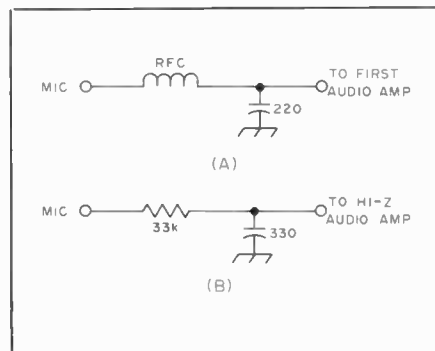 RFC
MIC
TO FIRST
AUDIO AMP
220
(A)
MIC
33k
TO HI-Z
AUDIO AMP
330
(B)